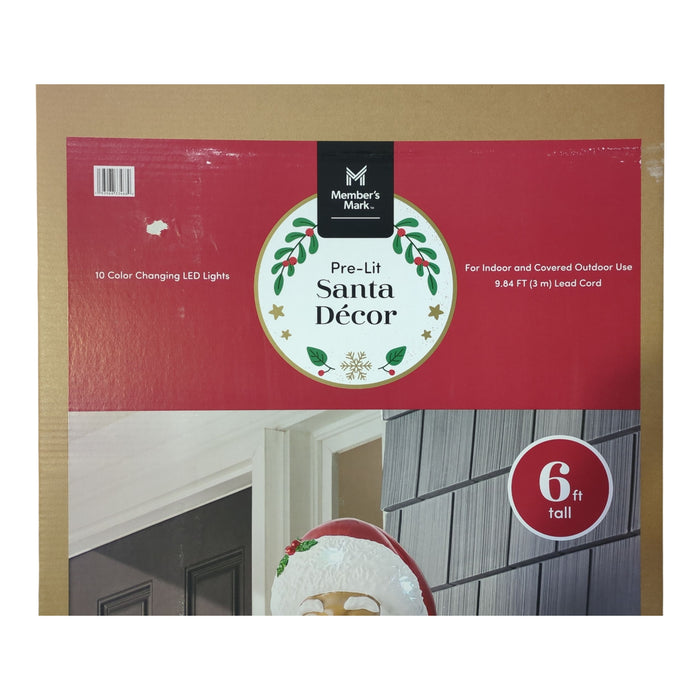 Member's
Mark™
Pre-Lit
Santa
Décor
10 Color Changing LED Lights
For Indoor and Covered Outdoor Use
9.84 FT (3 m) Lead Cord
6 ft
tall